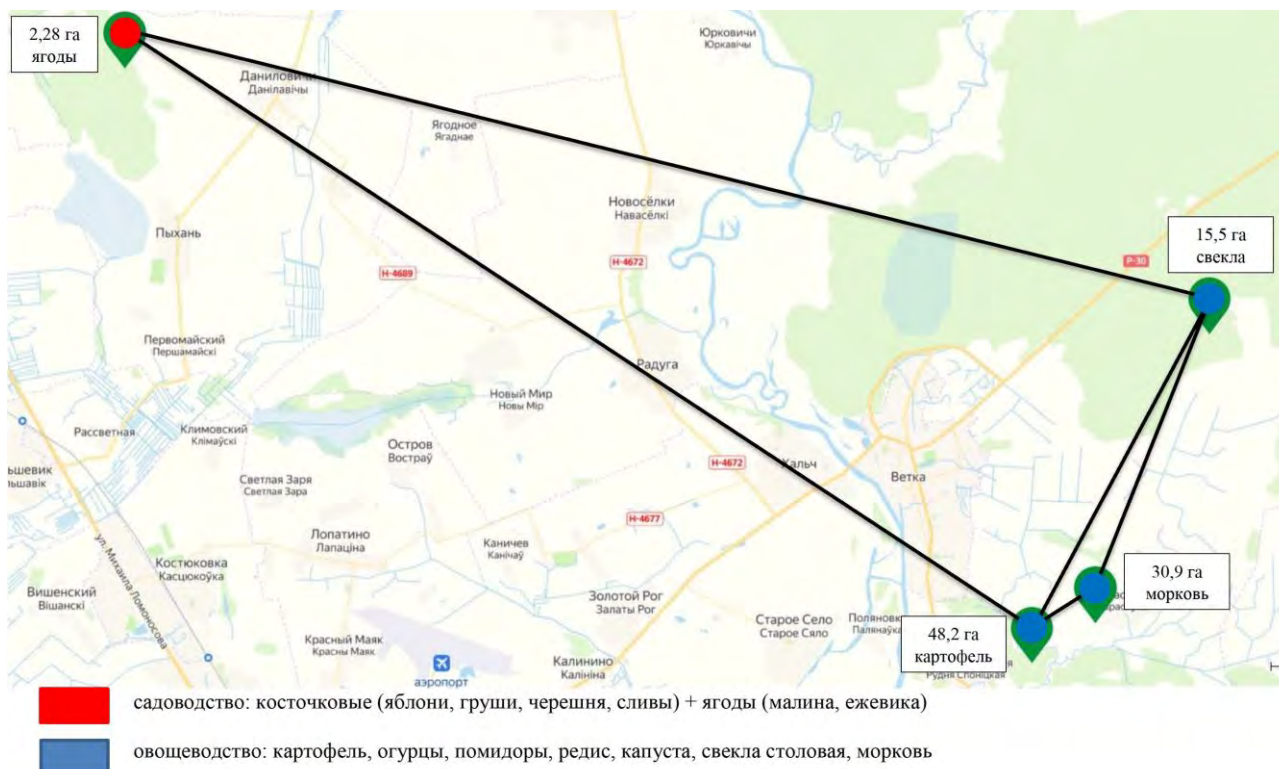 2,28 га
ягоды
Юрковичи
Юркавічы
Даниловичи
Данілавічы
Ягодное
Ягаднае
Новосёлки
Навасёлкі
Пыхань
15,5 га
свекла
Н-4672
Р-30
Н-4689
Первомайский
Першамайскі
Радуга
Новый Мир
Новы Мір
Рассветная
Климовский
Клімаўскі
Остров
Востраў
Н-4672
Кальч
Ветка
Светлая Заря
Светлая Зара
Н-4677
Лопатино
Лапаціна
Каничев
Канічаў
Костюковка
Касцюкоўка
ул. Михаила Ломоносова
Вишенский
Вішанскі
30,9 га
морковь
Золотой Рог
Залаты Рог
Старое Село
Старое Сяло
Поляновка
Палянаўка
Красный Маяк
Красны Маяк
48,2 га
картофель
аэропорт
Калинино
Калініна
Рудня Споніцкая
садоводство: косточковые (яблони, груши, черешня, сливы) + ягоды (малина, ежевика)
овощеводство: картофель, огурцы, помидоры, редис, капуста, свекла столовая, морковь